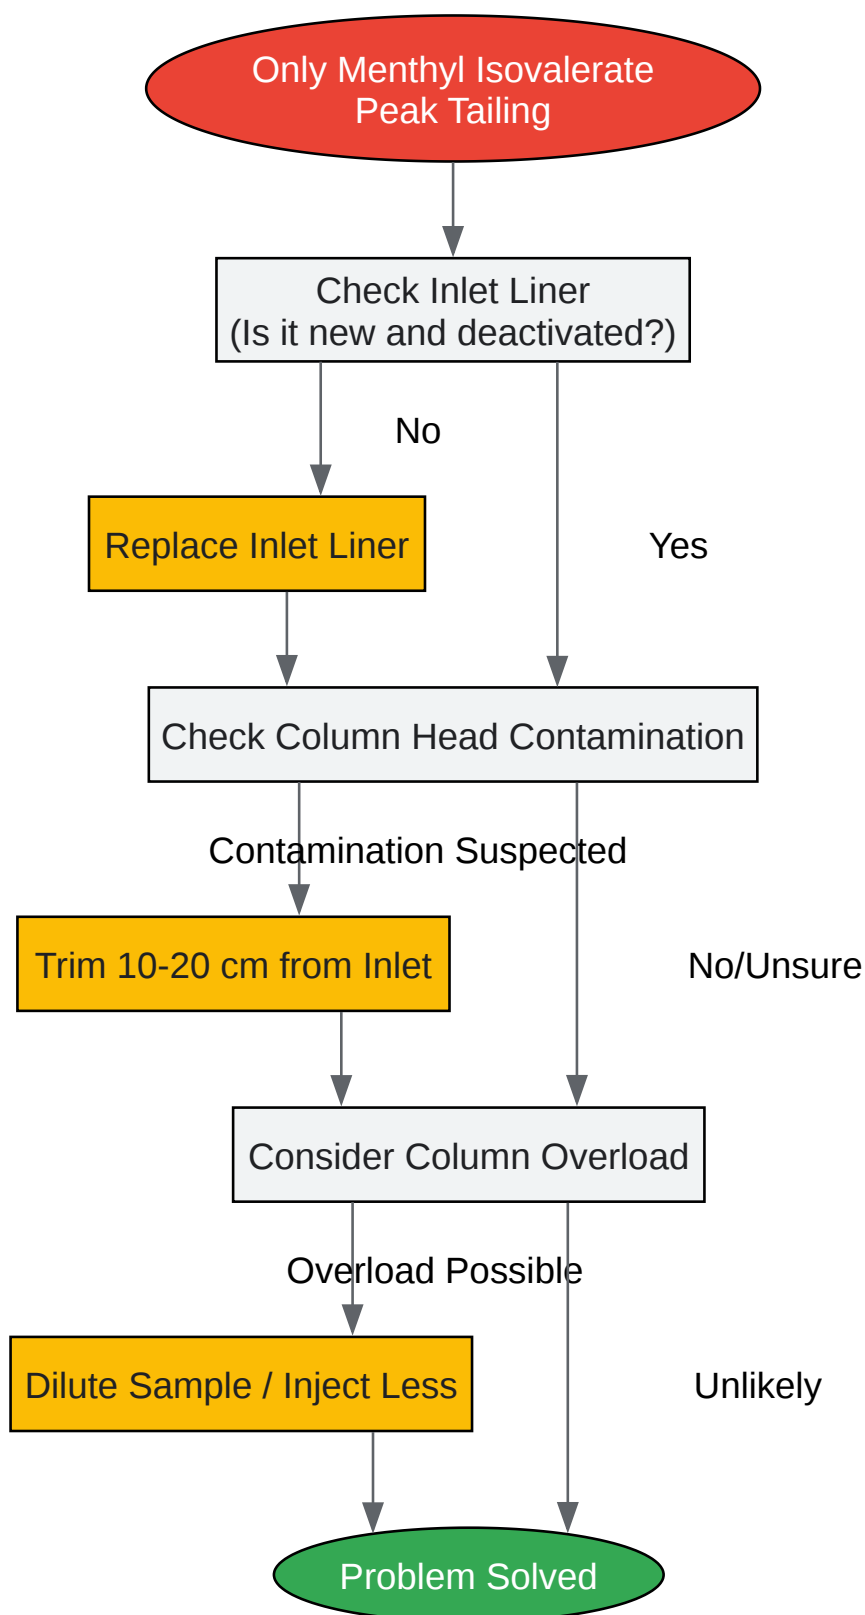 Only Menthyl Isovalerate
Peak Tailing
Check Inlet Liner
(Is it new and deactivated?)
No
Replace Inlet Liner
Yes
Check Column Head Contamination
Contamination Suspected
Trim 10-20 cm from Inlet
No/Unsure
Consider Column Overload
Overload Possible
Dilute Sample / Inject Less
Unlikely
Problem Solved